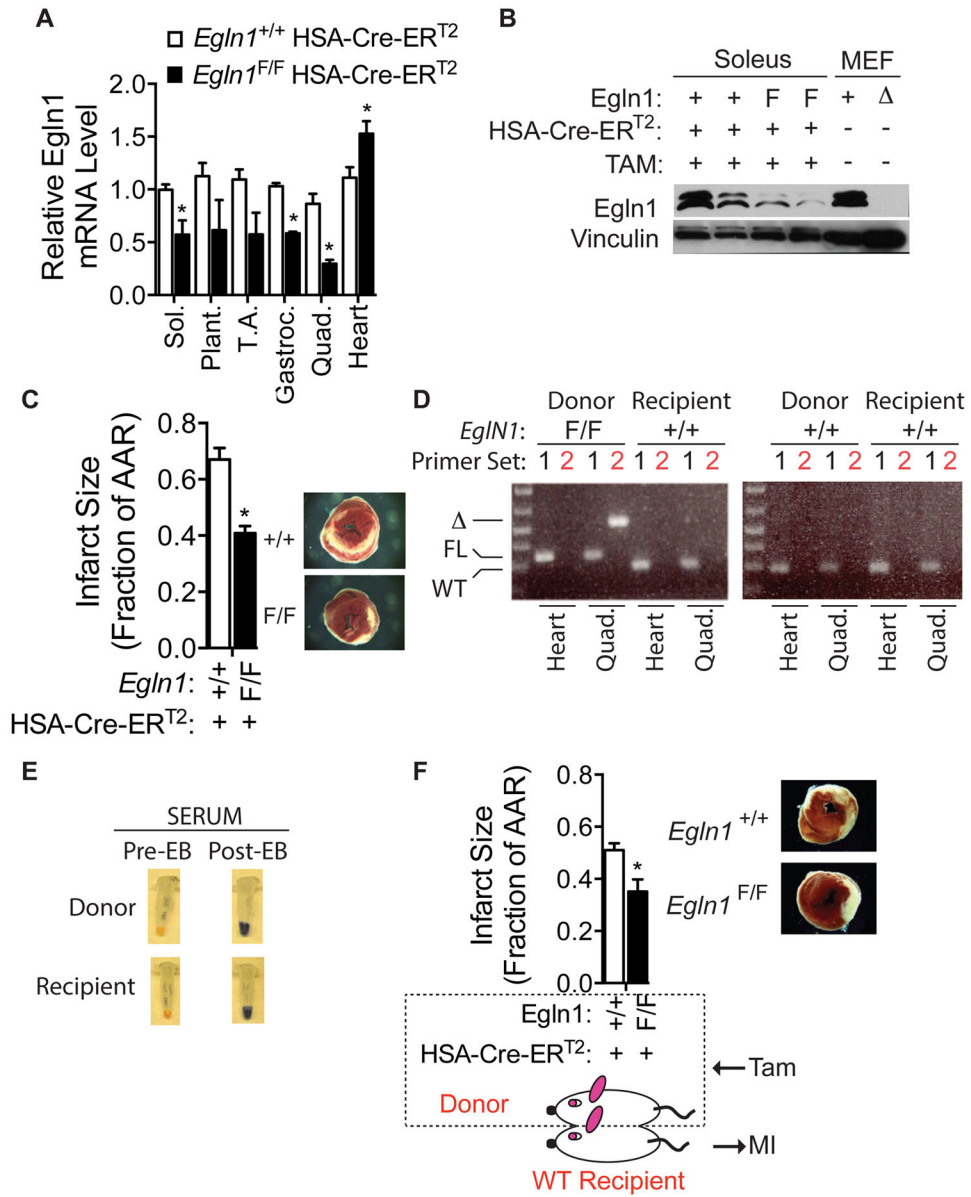 A
Egln1+/+ HSA-Cre-ERT2
Egln1F/F HSA-Cre-ERT2
Relative Egln1
mRNA Level
2.0
1.5
1.0
0.5
0.0
* * * * *
Sol.
Plant.
T.A.
Gastroc.
Quad.
Heart
B
Soleus MEF
Egln1: + + F F + Δ
HSA-Cre-ERT2: + + + + - -
TAM: + + + + - -
Egln1
Vinculin
C
Infarct Size
(Fraction of AAR)
0.8
0.6
0.4
0.2
0.0
*
Egln1: +/+ F/F
HSA-Cre-ERT2: + +
+/+
F/F
D
Donor Recipient Donor Recipient
EglN1: F/F +/+ +/+ +/+
Primer Set: 1 2 1 2 1 2 1 2 1 2 1 2 1 2 1 2
Δ
FL
WT
Heart Quad. Heart Quad. Heart Quad. Heart Quad.
E
SERUM
Pre-EB Post-EB
Donor
Recipient
F
Infarct Size
(Fraction of AAR)
0.8
0.6
0.4
0.2
0.0
*
Egln1 +/+
Egln1 F/F
Egln1: +/+ F/F
HSA-Cre-ERT2: + +
Tam
Donor
MI
WT Recipient